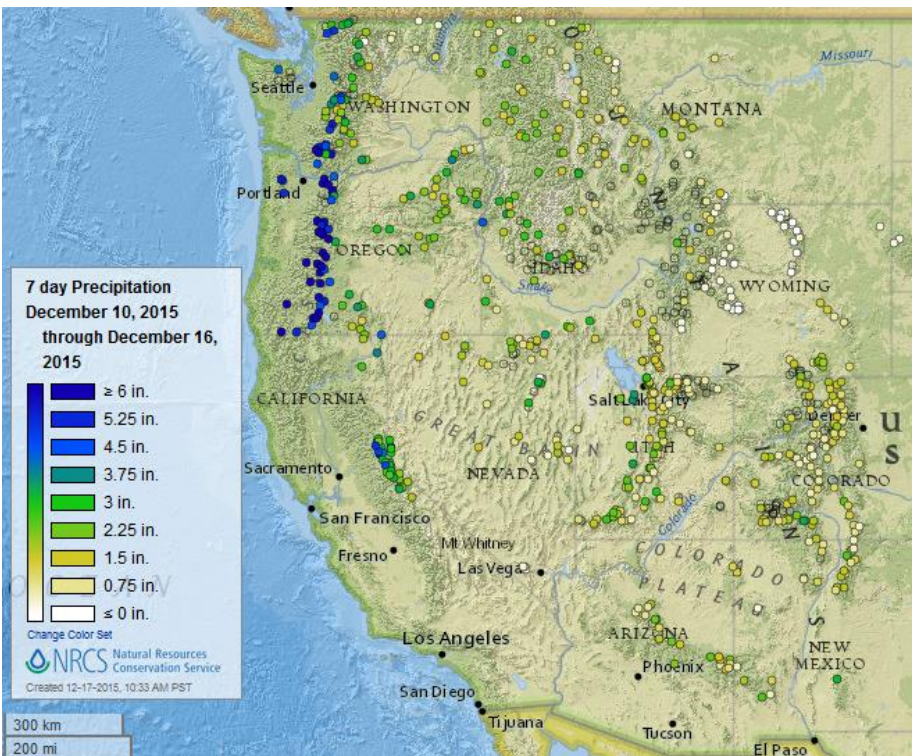 Seattle
WASHINGTON
MONTANA
Missouri
Portland
OREGON
IDAHO
Snake
WYOMING
7 day Precipitation
December 10, 2015
through December 16,
2015
≥ 6 in.
5.25 in.
4.5 in.
3.75 in.
3 in.
2.25 in.
1.5 in.
0.75 in.
≤ 0 in.
Change Color Set
NRCS Natural Resources
Conservation Service
Created 12-17-2015, 10:33 AM PST
CALIFORNIA
Salt Lake City
Denver
U
S
GREAT BASIN
UTAH
NEVADA
COLORADO
Sacramento
San Francisco
Colorado
Fresno
Mt Whitney
Las Vegas
COLORADO
PLATEAU
Los Angeles
ARIZONA
Phoenix
NEW
MEXICO
San Diego
Tijuana
Tucson
El Paso
300 km
200 mi